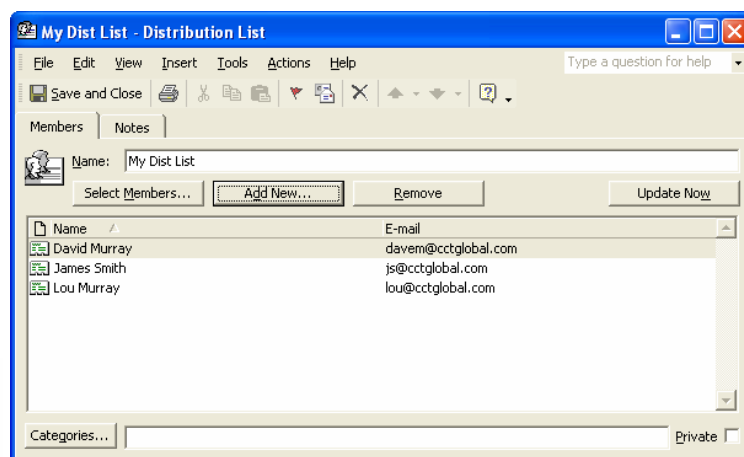 My Dist List - Distribution List
File Edit View Insert Tools Actions Help Type a question for help
Save and Close
Members Notes
Name: My Dist List
Select Members... Add New... Remove Update Now
Name E-mail
David Murray davem@cctglobal.com
James Smith js@cctglobal.com
Lou Murray lou@cctglobal.com
Categories... Private